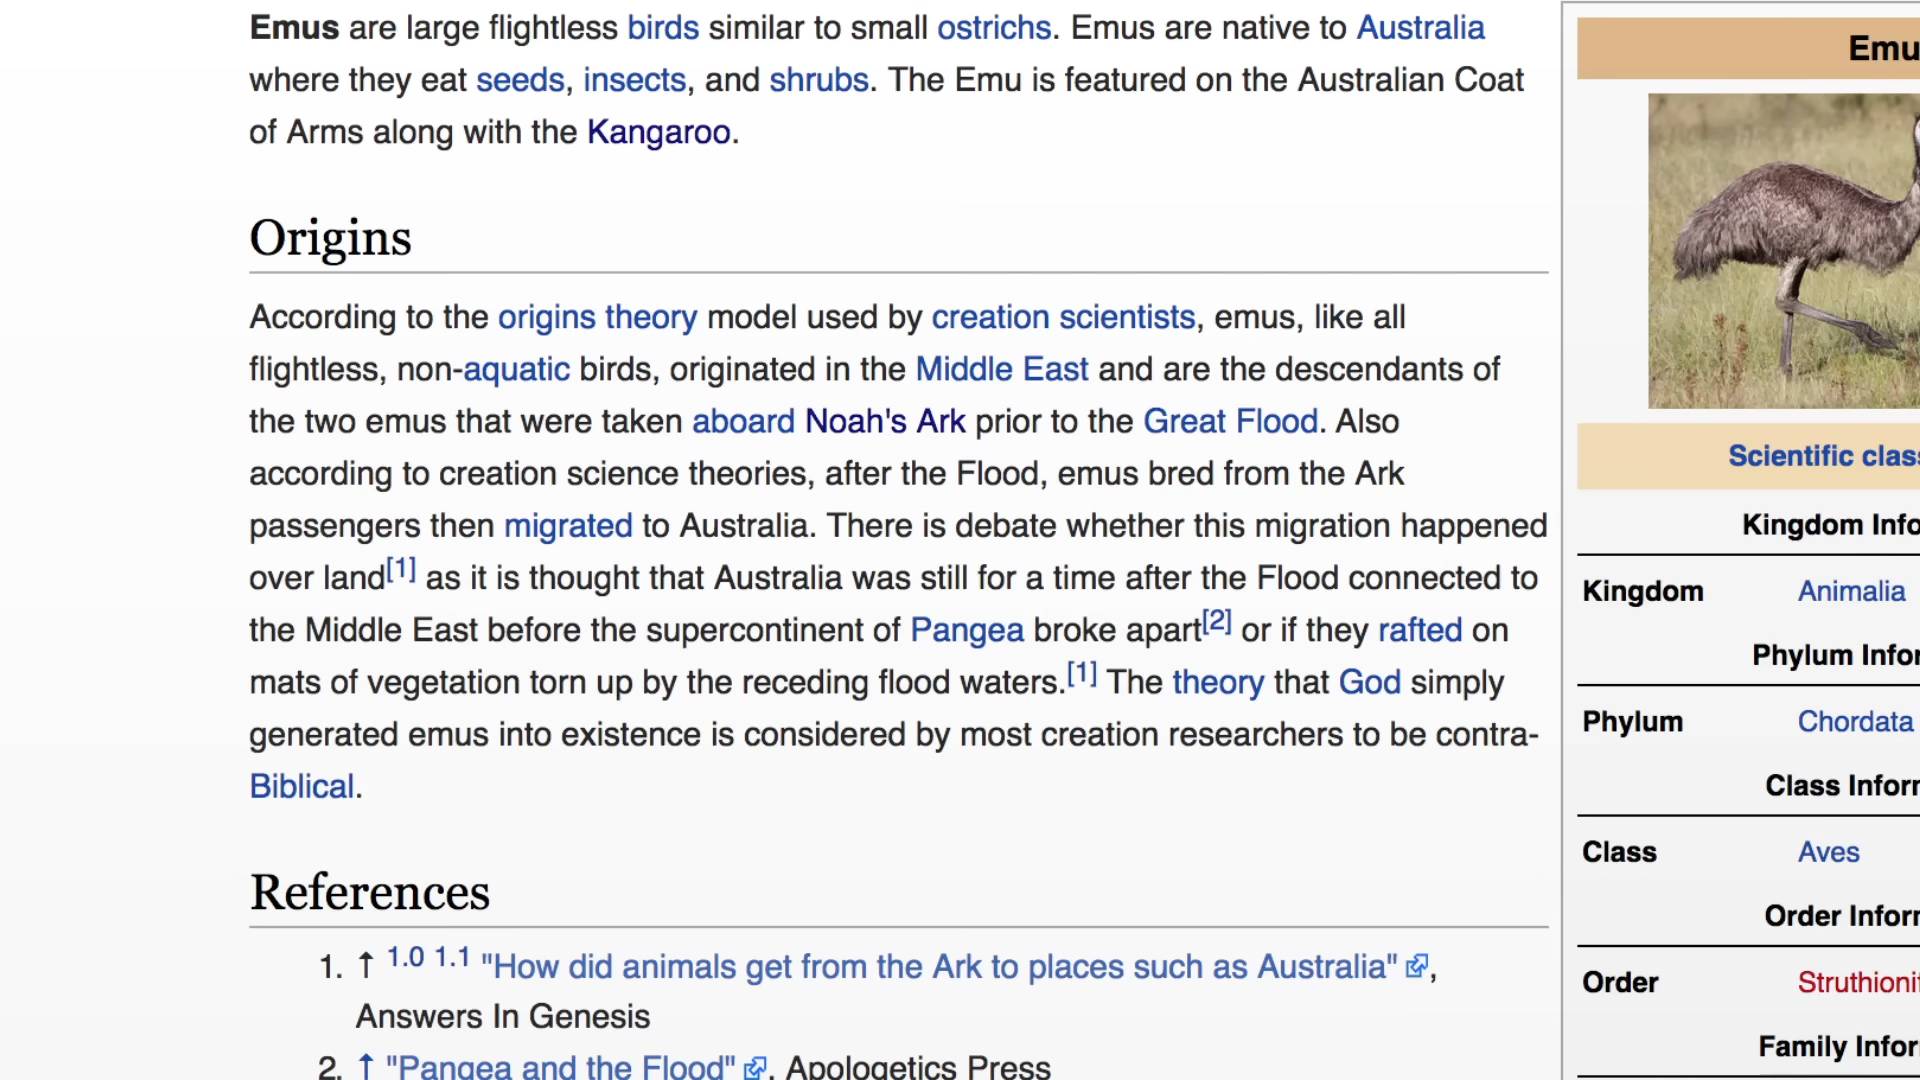 Emus are large flightless birds similar to small ostrichs. Emus are native to Australia
where they eat seeds, insects, and shrubs. The Emu is featured on the Australian Coat
of Arms along with the Kangaroo.
Origins
According to the origins theory model used by creation scientists, emus, like all
flightless, non-aquatic birds, originated in the Middle East and are the descendants of
the two emus that were taken aboard Noah's Ark prior to the Great Flood. Also
according to creation science theories, after the Flood, emus bred from the Ark
passengers then migrated to Australia. There is debate whether this migration happened
over land[1] as it is thought that Australia was still for a time after the Flood connected to
the Middle East before the supercontinent of Pangea broke apart[2] or if they rafted on
mats of vegetation torn up by the receding flood waters.[1] The theory that God simply
generated emus into existence is considered by most creation researchers to be contra-
Biblical.
References
1. ↑ 1.0 1.1 "How did animals get from the Ark to places such as Australia",
Answers In Genesis
2. ↑ "Pangea and the Flood", Apologetics Press
Emu
Scientific class
Kingdom Info
Kingdom Animalia
Phylum Infor
Phylum Chordata
Class Inforr
Class Aves
Order Inforr
Order Struthionif
Family Infor